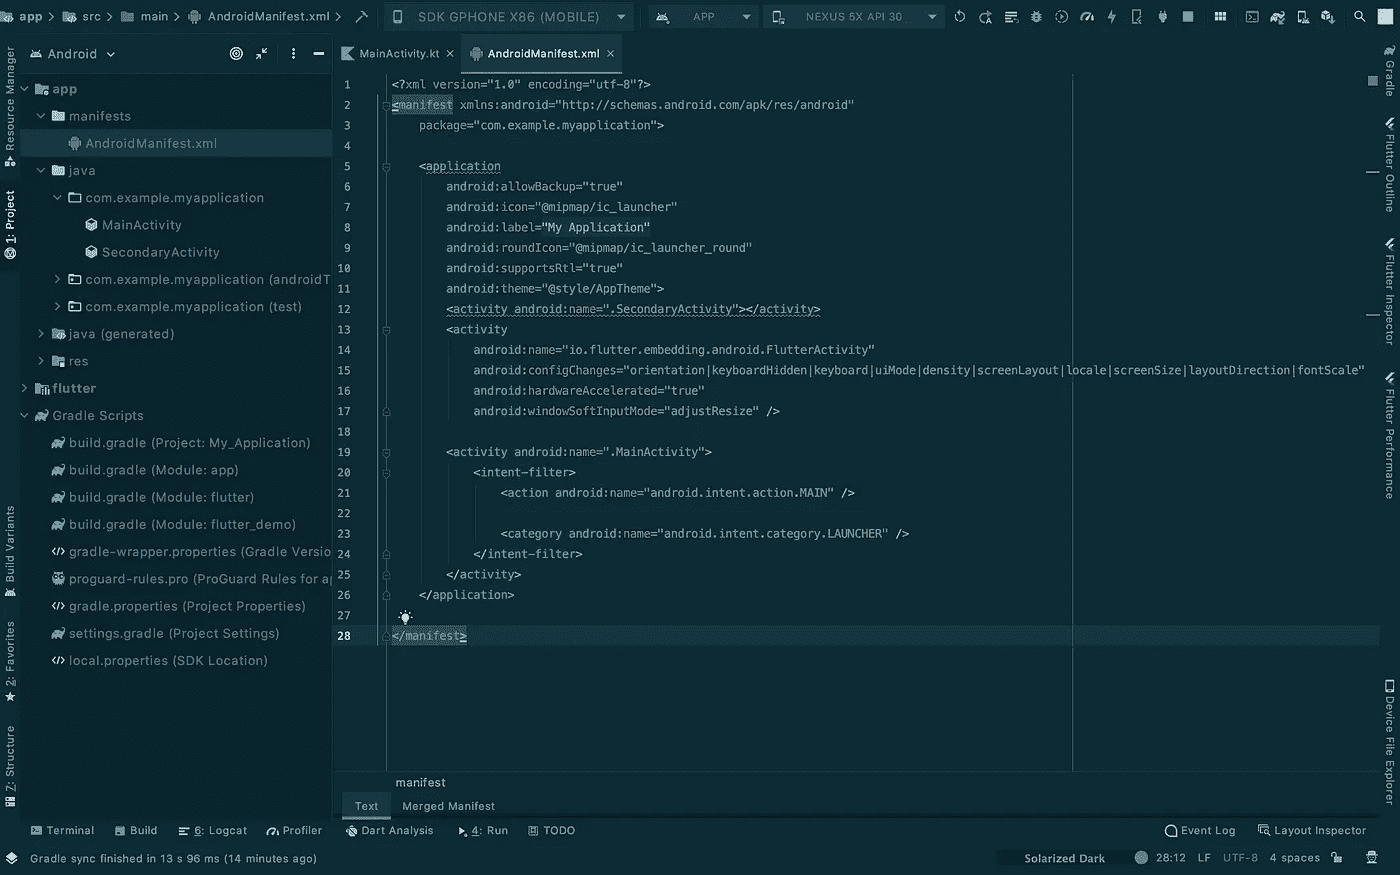 app src main AndroidManifest.xml SDK GPHONE X86 (MOBILE) APP NEXUS 5X API 30
Android
MainActivity.kt AndroidManifest.xml
Resource Manager
1: Project
Build Variants
2: Favorites
Z: Structure
app
manifests
AndroidManifest.xml
java
com.example.myapplication
MainActivity
SecondaryActivity
com.example.myapplication (androidT
com.example.myapplication (test)
java (generated)
res
flutter
Gradle Scripts
build.gradle (Project: My_Application)
build.gradle (Module: app)
build.gradle (Module: flutter)
build.gradle (Module: flutter_demo)
gradle-wrapper.properties (Gradle Versio
proguard-rules.pro (ProGuard Rules for ap
gradle.properties (Project Properties)
settings.gradle (Project Settings)
local.properties (SDK Location)
1 <?xml version="1.0" encoding="utf-8"?>
2 <manifest xmlns:android="http://schemas.android.com/apk/res/android"
3 package="com.example.myapplication">
4
5 <application
6 android:allowBackup="true"
7 android:icon="@mipmap/ic_launcher"
8 android:label="My Application"
9 android:roundIcon="@mipmap/ic_launcher_round"
10 android:supportsRtl="true"
11 android:theme="@style/AppTheme">
12 <activity android:name=".SecondaryActivity"></activity>
13 <activity
14 android:name="io.flutter.embedding.android.FlutterActivity"
15 android:configChanges="orientation|keyboardHidden|keyboard|uiMode|density|screenLayout|locale|screenSize|layoutDirection|fontScale"
16 android:hardwareAccelerated="true"
17 android:windowSoftInputMode="adjustResize" />
18
19 <activity android:name=".MainActivity">
20 <intent-filter>
21 <action android:name="android.intent.action.MAIN" />
22
23 <category android:name="android.intent.category.LAUNCHER" />
24 </intent-filter>
25 </activity>
26 </application>
27
28 </manifest>
Gradle
Flutter Outline
Flutter Inspector
Flutter Performance
Device File Explorer
manifest
Text Merged Manifest
Terminal Build 6: Logcat Profiler Dart Analysis 4: Run TODO Event Log Layout Inspector
Gradle sync finished in 13 s 96 ms (14 minutes ago) Solarized Dark 28:12 LF UTF-8 4 spaces